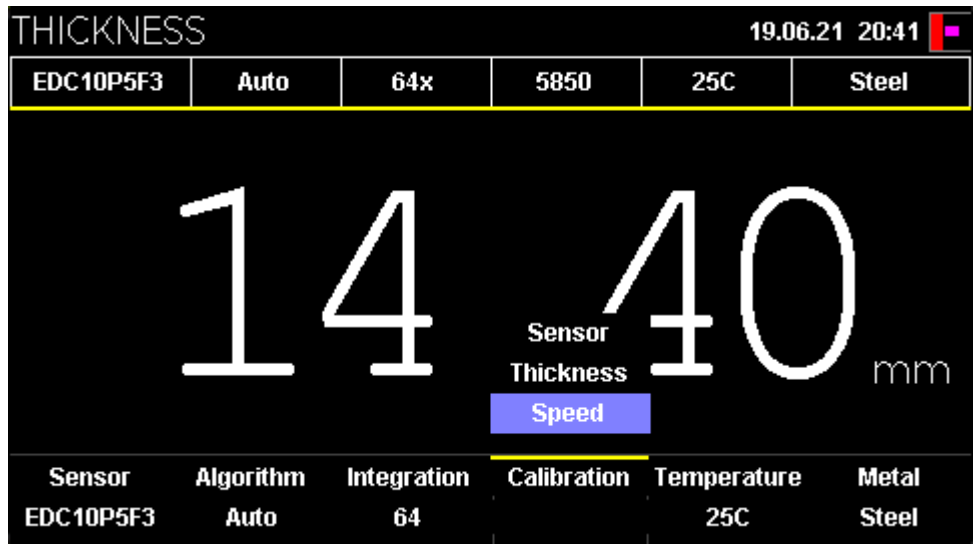 THICKNESS 19.06.21 20:41
EDC10P5F3 Auto 64x 5850 25C Steel
14 40 mm
Sensor
Thickness
Speed
Sensor Algorithm Integration Calibration Temperature Metal
EDC10P5F3 Auto 64 25C Steel